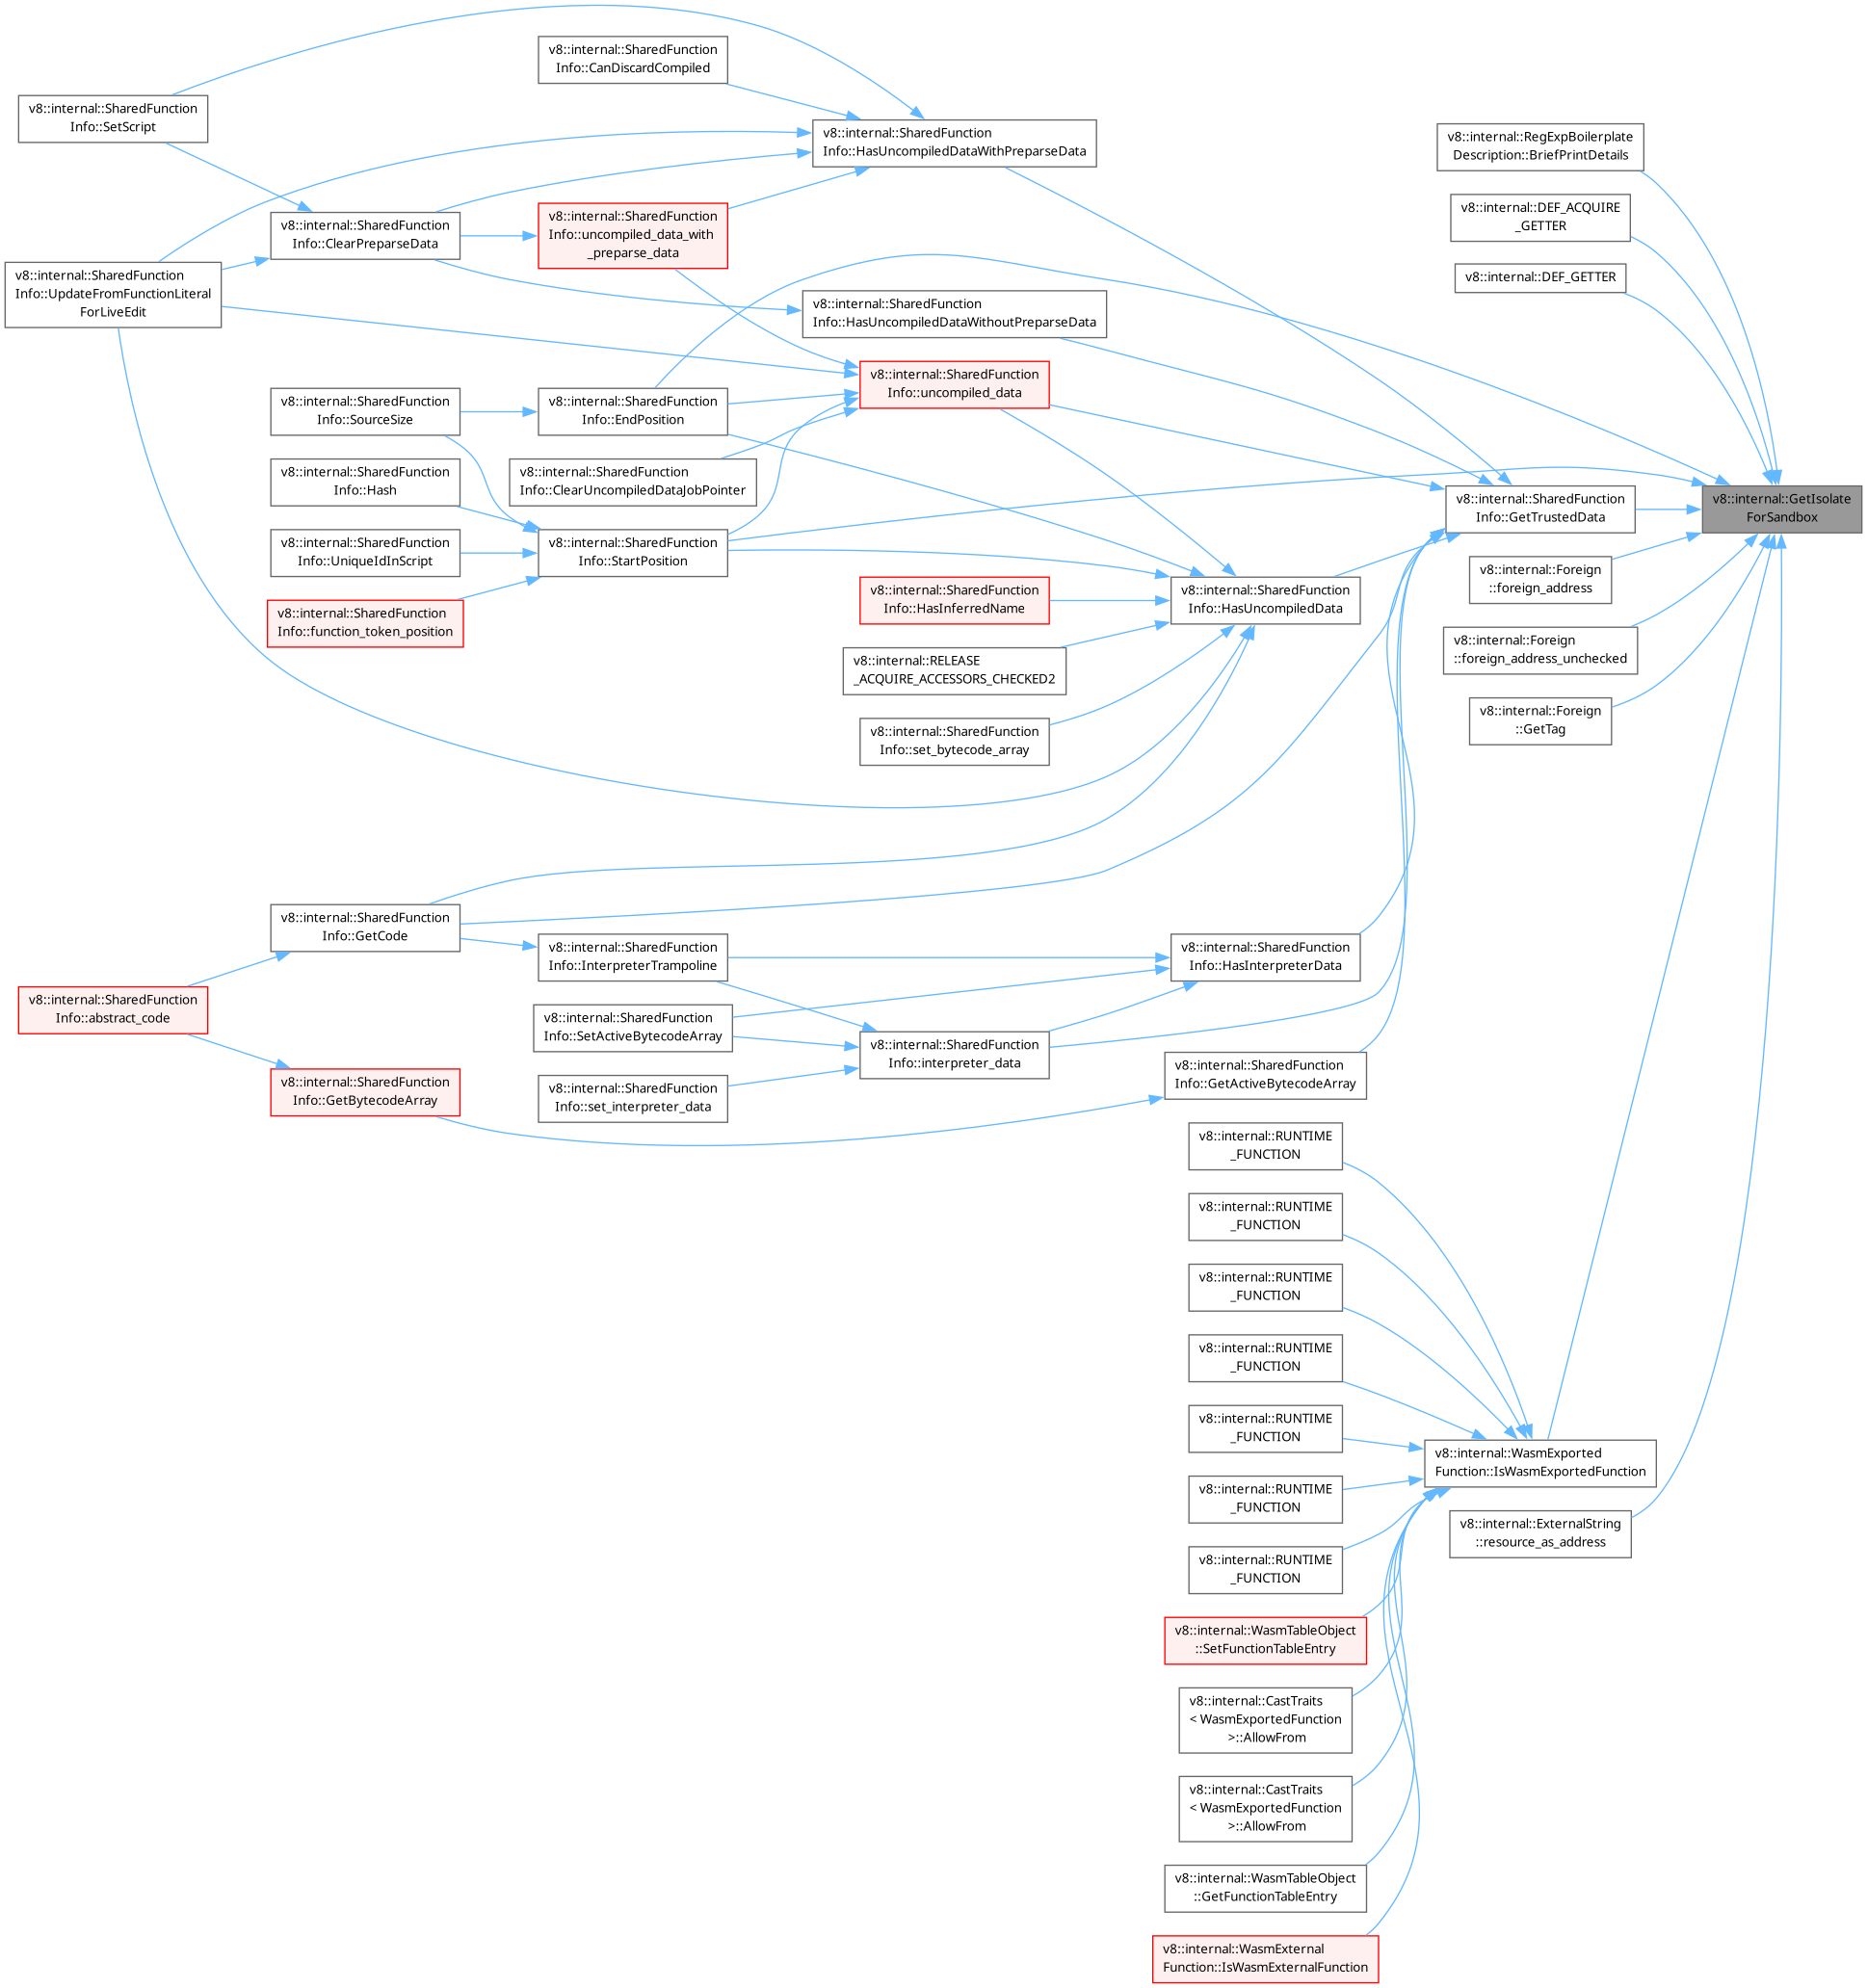 v8::internal::SharedFunction
Info::CanDiscardCompiled
v8::internal::SharedFunction
Info::SetScript
v8::internal::SharedFunction
Info::HasUncompiledDataWithPreparseData
v8::internal::RegExpBoilerplate
Description::BriefPrintDetails
v8::internal::DEF_ACQUIRE
_GETTER
v8::internal::SharedFunction
Info::uncompiled_data_with
_preparse_data
v8::internal::SharedFunction
Info::ClearPreparseData
v8::internal::DEF_GETTER
v8::internal::SharedFunction
Info::UpdateFromFunctionLiteral
ForLiveEdit
v8::internal::SharedFunction
Info::HasUncompiledDataWithoutPreparseData
v8::internal::SharedFunction
Info::uncompiled_data
v8::internal::SharedFunction
Info::SourceSize
v8::internal::SharedFunction
Info::EndPosition
v8::internal::SharedFunction
Info::Hash
v8::internal::SharedFunction
Info::ClearUncompiledDataJobPointer
v8::internal::SharedFunction
Info::GetTrustedData
v8::internal::GetIsolate
ForSandbox
v8::internal::SharedFunction
Info::UniqueIdInScript
v8::internal::SharedFunction
Info::StartPosition
v8::internal::Foreign
::foreign_address
v8::internal::SharedFunction
Info::HasInferredName
v8::internal::SharedFunction
Info::HasUncompiledData
v8::internal::SharedFunction
Info::function_token_position
v8::internal::Foreign
::foreign_address_unchecked
v8::internal::RELEASE
_ACQUIRE_ACCESSORS_CHECKED2
v8::internal::Foreign
::GetTag
v8::internal::SharedFunction
Info::set_bytecode_array
v8::internal::SharedFunction
Info::GetCode
v8::internal::SharedFunction
Info::InterpreterTrampoline
v8::internal::SharedFunction
Info::HasInterpreterData
v8::internal::SharedFunction
Info::abstract_code
v8::internal::SharedFunction
Info::SetActiveBytecodeArray
v8::internal::SharedFunction
Info::interpreter_data
v8::internal::SharedFunction
Info::GetActiveBytecodeArray
v8::internal::SharedFunction
Info::GetBytecodeArray
v8::internal::SharedFunction
Info::set_interpreter_data
v8::internal::RUNTIME
_FUNCTION
v8::internal::RUNTIME
_FUNCTION
v8::internal::RUNTIME
_FUNCTION
v8::internal::RUNTIME
_FUNCTION
v8::internal::RUNTIME
_FUNCTION
v8::internal::WasmExported
Function::IsWasmExportedFunction
v8::internal::RUNTIME
_FUNCTION
v8::internal::ExternalString
::resource_as_address
v8::internal::RUNTIME
_FUNCTION
v8::internal::WasmTableObject
::SetFunctionTableEntry
v8::internal::CastTraits
< WasmExportedFunction
>::AllowFrom
v8::internal::CastTraits
< WasmExportedFunction
>::AllowFrom
v8::internal::WasmTableObject
::GetFunctionTableEntry
v8::internal::WasmExternal
Function::IsWasmExternalFunction